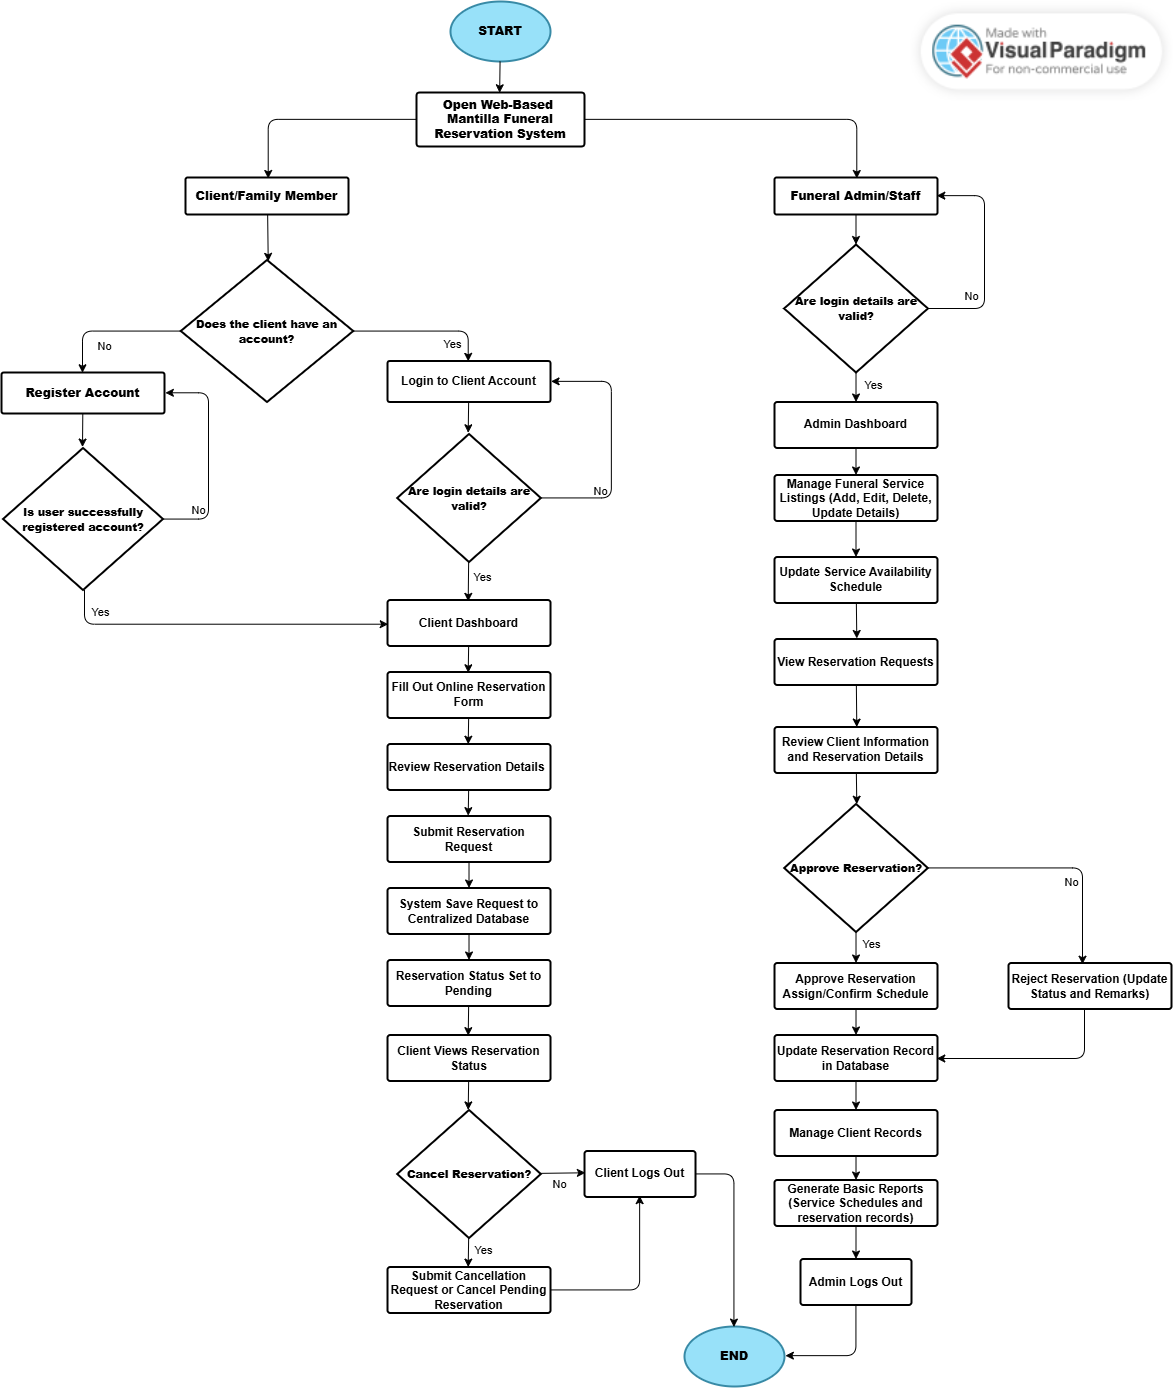 START
Made with
Visual Paradigm
For non-commercial use
Open Web-Based
Mantilla Funeral
Reservation System
Client/Family Member
Funeral Admin/Staff
Does the client have an
account?
No
Yes
Are login details are
valid?
No
Yes
Register Account
Login to Client Account
Admin Dashboard
Is user successfully
registered account?
No
Yes
Are login details are
valid?
No
Yes
Manage Funeral Service
Listings (Add, Edit, Delete,
Update Details)
Update Service Availability
Schedule
Client Dashboard
View Reservation Requests
Fill Out Online Reservation
Form
Review Client Information
and Reservation Details
Review Reservation Details
Submit Reservation
Request
Approve Reservation?
No
Yes
System Save Request to
Centralized Database
Reservation Status Set to
Pending
Approve Reservation
Assign/Confirm Schedule
Reject Reservation (Update
Status and Remarks)
Client Views Reservation
Status
Update Reservation Record
in Database
Manage Client Records
Cancel Reservation?
No
Yes
Client Logs Out
Generate Basic Reports
(Service Schedules and
reservation records)
Submit Cancellation
Request or Cancel Pending
Reservation
Admin Logs Out
END